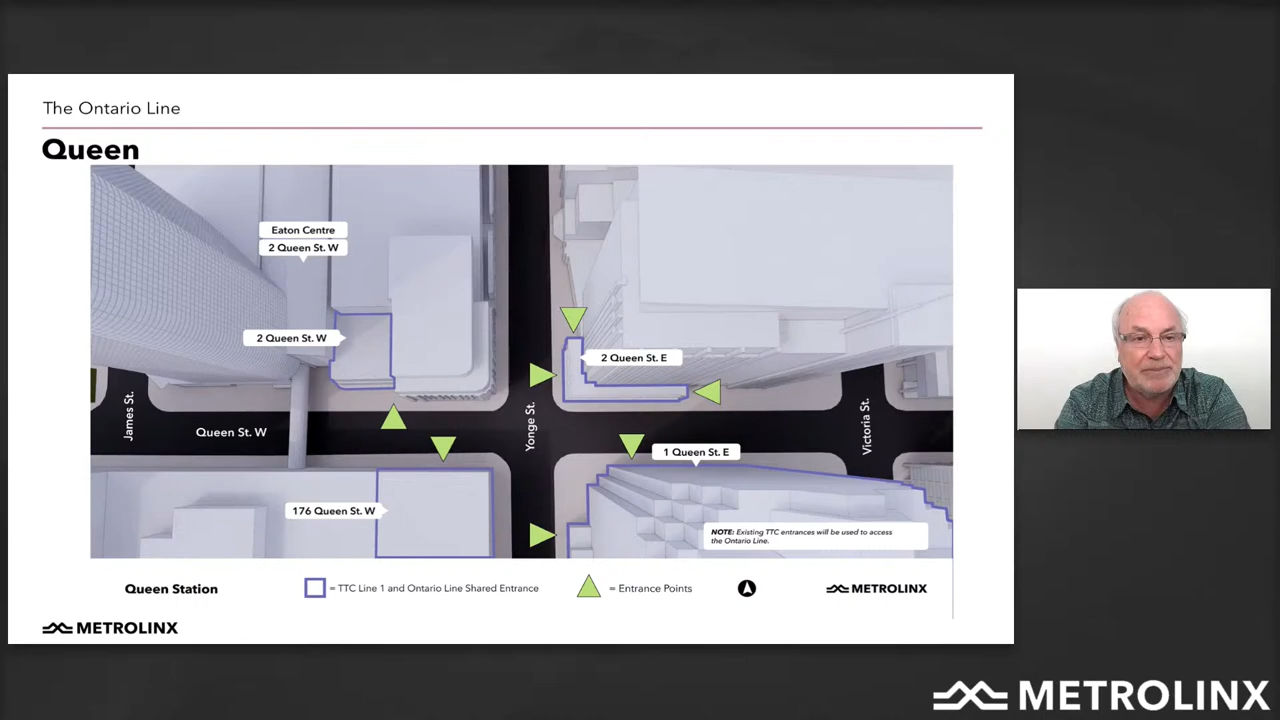 The Ontario Line
Queen
Eaton Centre
2 Queen St. W
2 Queen St. W
2 Queen St. E
James St.
Queen St. W
Yonge St.
Victoria St.
1 Queen St. E
176 Queen St. W
NOTE: Existing TTC entrances will be used to access
the Ontario Line.
Queen Station
= TTC Line 1 and Ontario Line Shared Entrance
= Entrance Points
METROLINX
METROLINX
METROLINX